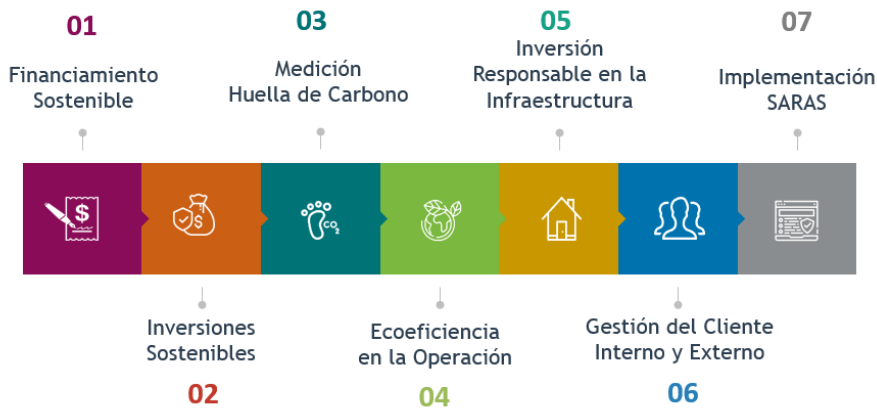 01
Financiamiento
Sostenible
03
Medición
Huella de Carbono
05
Inversión
Responsable en la
Infraestructura
07
Implementación
SARAS
$
$
CO2
Inversiones
Sostenibles
02
Ecoeficiencia
en la Operación
04
Gestión del Cliente
Interno y Externo
06